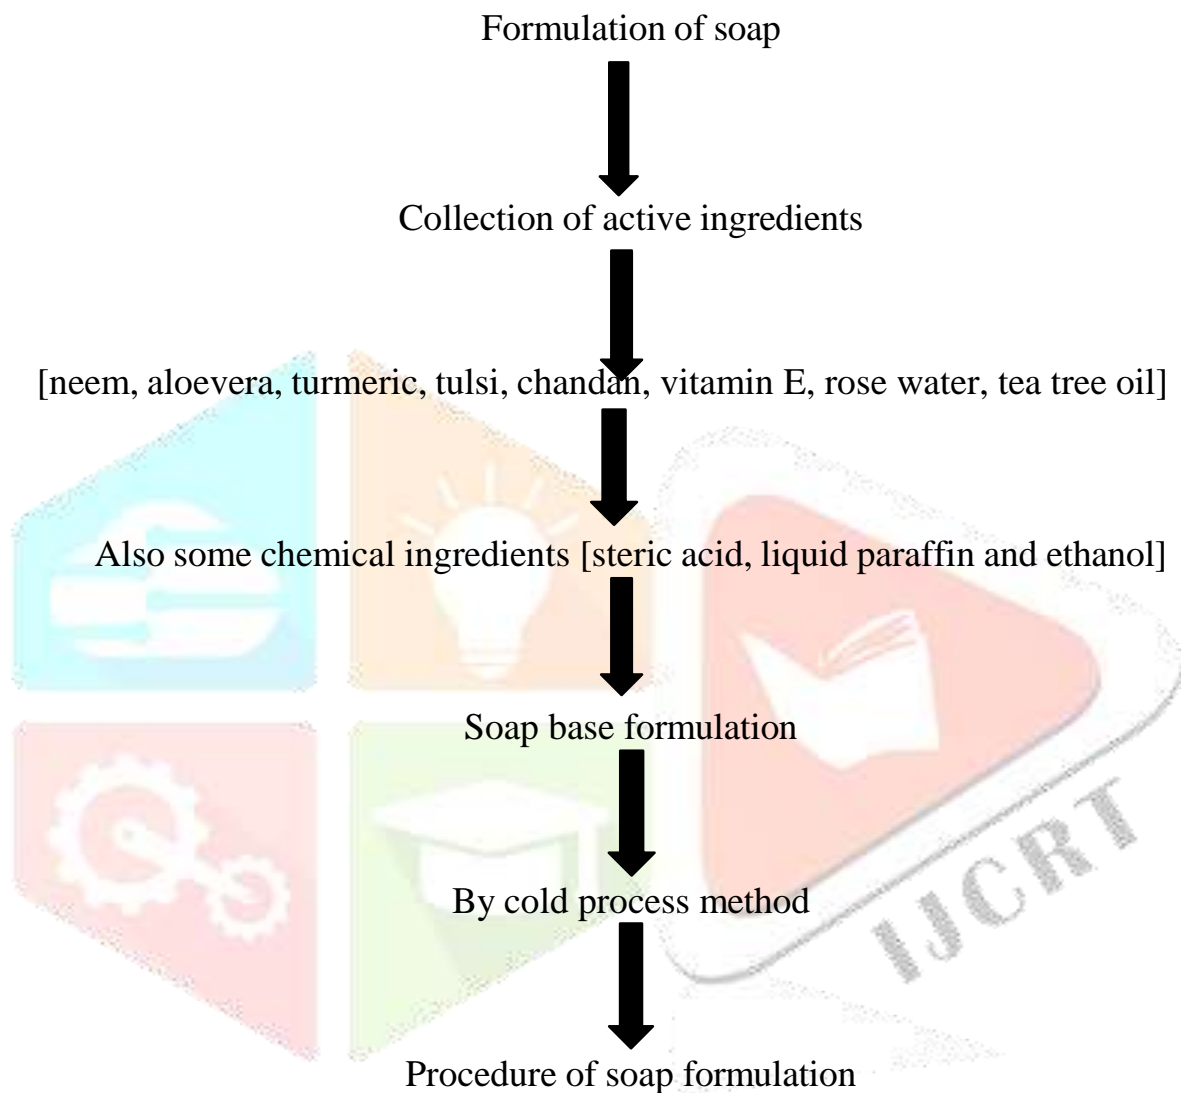 Formulation of soap
Collection of active ingredients
[neem, aloevera, turmeric, tulsi, chandan, vitamin E, rose water, tea tree oil]
Also some chemical ingredients [steric acid, liquid paraffin and ethanol]
Soap base formulation
By cold process method
IJCRT
Procedure of soap formulation